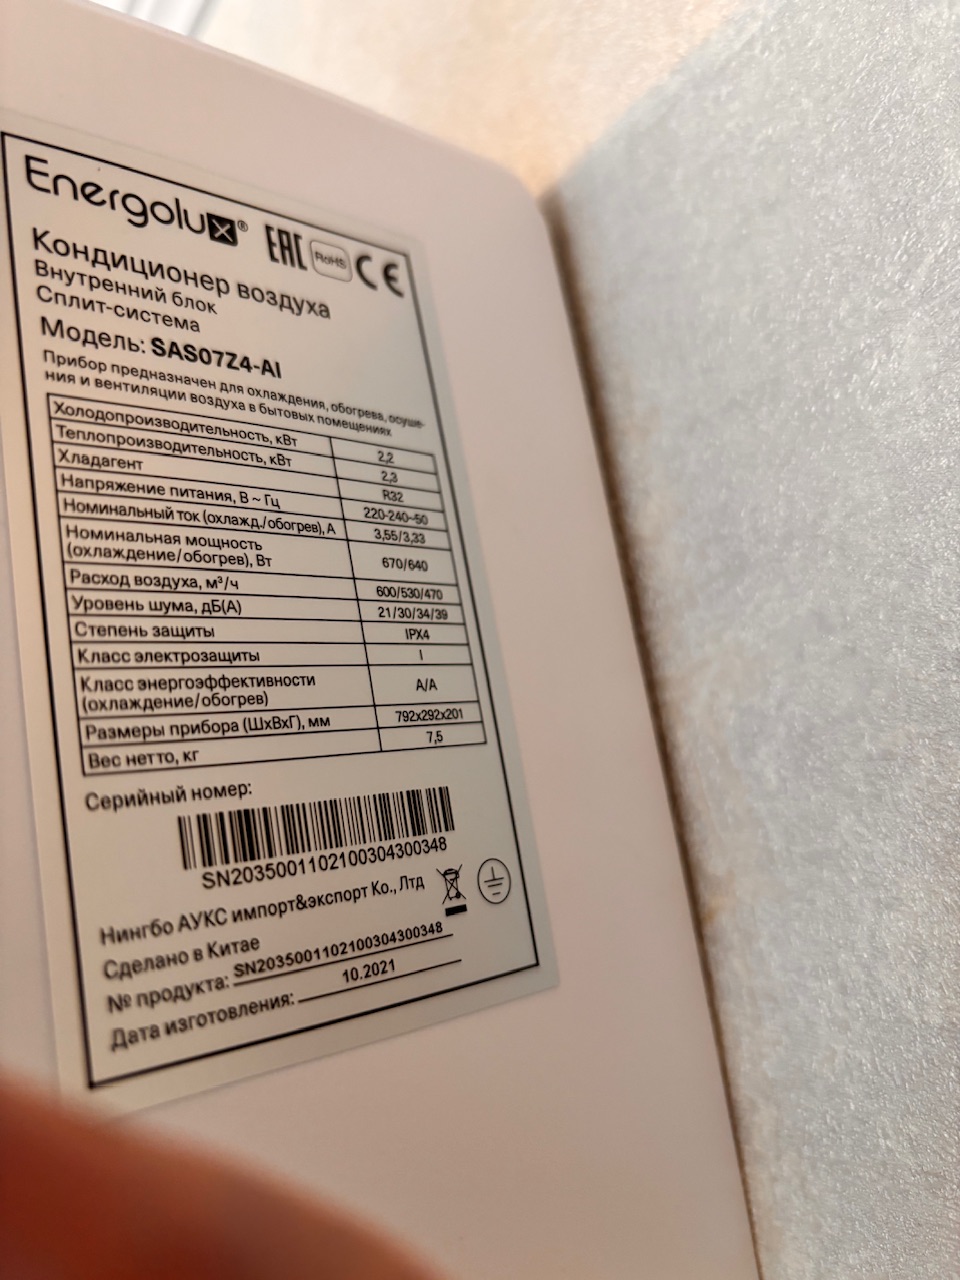 Energolux®
EAC RoHS CE
Кондиционер воздуха
Внутренний блок
Сплит-система
Модель: SAS07Z4-AI
Прибор предназначен для охлаждения, обогрева, осуше-
ния и вентиляции воздуха в бытовых помещениях
Холодопроизводительность, кВт 2,2
Теплопроизводительность, кВт 2,3
Хладагент R32
Напряжение питания, В ~ Гц 220-240~50
Номинальный ток (охлажд./обогрев), А 3,55/3,33
Номинальная мощность
(охлаждение/обогрев), Вт 670/640
Расход воздуха, м³/ч 600/530/470
Уровень шума, дБ(А) 21/30/34/39
Степень защиты IPX4
Класс электрозащиты I
Класс энергоэффективности
(охлаждение/обогрев) A/A
Размеры прибора (ШхВхГ), мм 792x292x201
Вес нетто, кг 7,5
Серийный номер:
SN2035001102100304300348
Нингбо АУКС импорт&экспорт Ко., Лтд
Сделано в Китае
№ продукта: SN2035001102100304300348
Дата изготовления: 10.2021